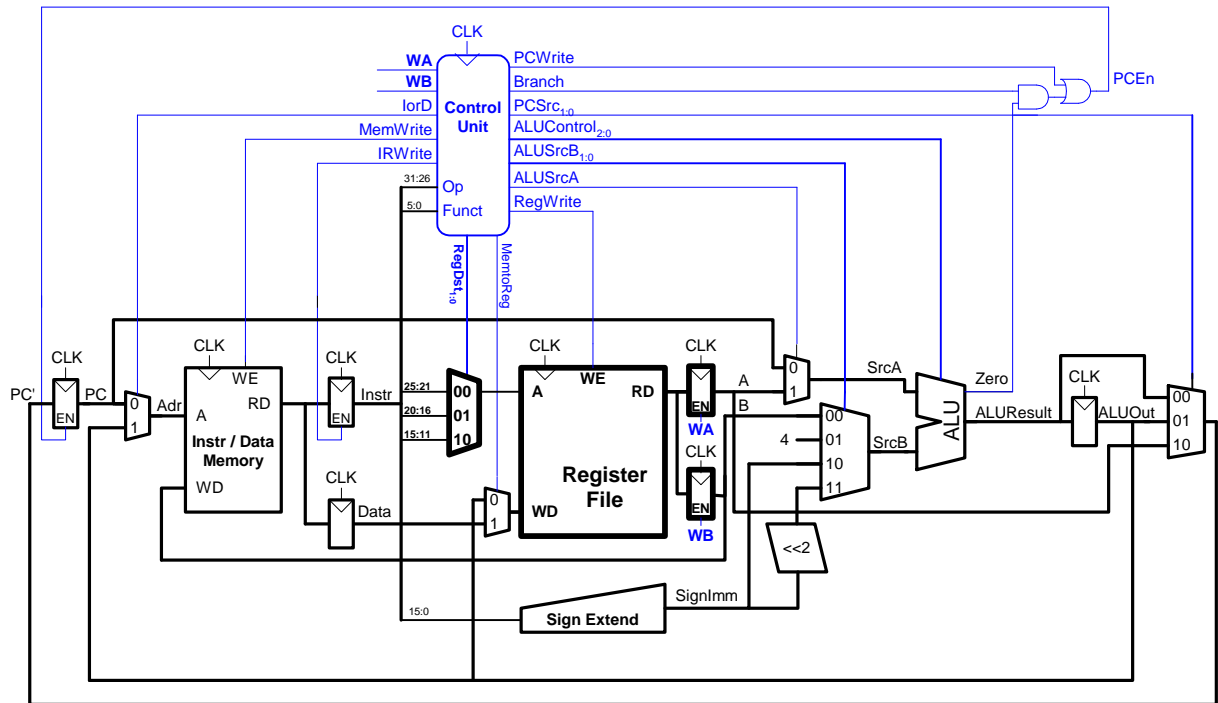 CLK
WA
WB
IorD
MemWrite
IRWrite
31:26
5:0
Control
Unit
Op
Funct
PCWrite
Branch
PCSrc1:0
ALUControl2:0
ALUSrcB1:0
ALUSrcA
RegWrite
PCEn
RegDst1:0
MemtoReg
CLK
PC'
PC
EN
0
1
Adr
CLK
WE
A
RD
Instr / Data
Memory
WD
CLK
EN
Instr
CLK
Data
25:21
20:16
15:11
00
01
10
0
1
CLK
WE
A
RD
Register
File
WD
CLK
EN
WA
CLK
EN
WB
A
B
0
1
SrcA
4
00
01
10
11
SrcB
<<2
15:0
Sign Extend
SignImm
ALU
Zero
ALUResult
CLK
ALUOut
00
01
10